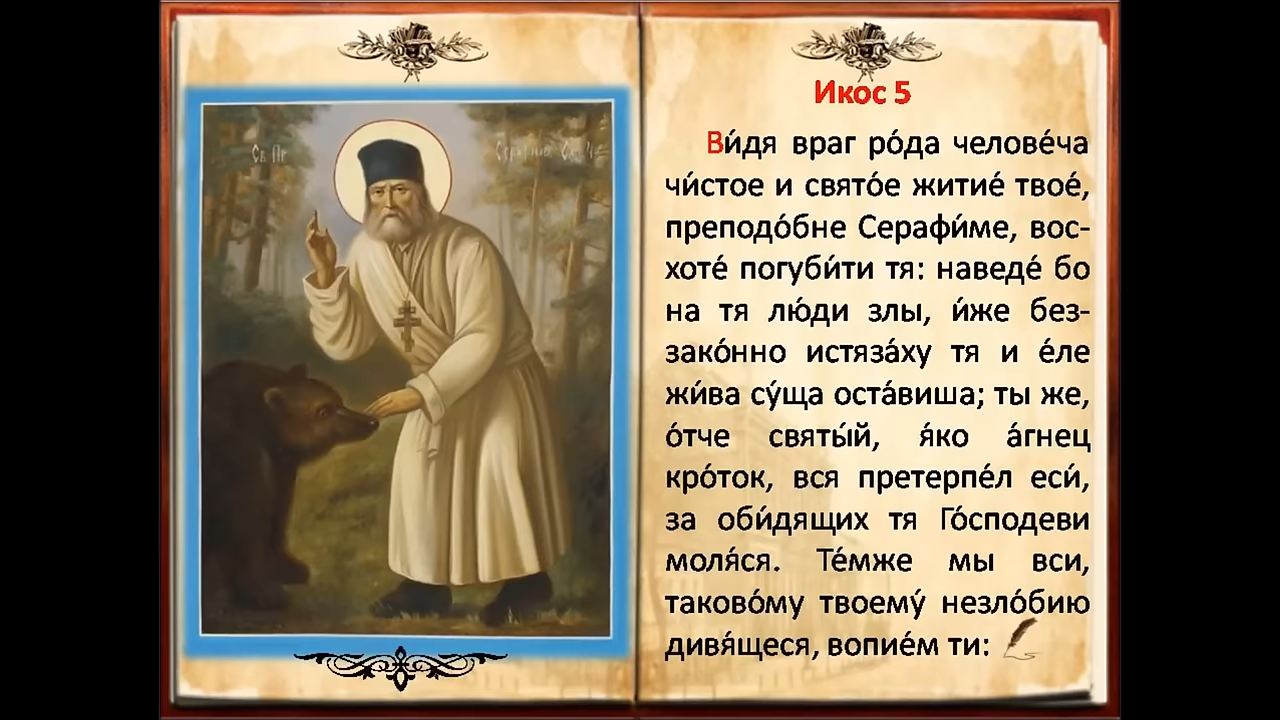 Св Пр
Икос 5
Ви́дя враг ро́да челове́ча
чи́стое и свято́е житие́ твое́,
преподо́бне Серафи́ме, вос-
хоте́ погуби́ти тя: наведе́ бо
на тя лю́ди злы, и́же без-
зако́нно истяза́ху тя и е́ле
жи́ва су́ща оста́виша; ты же,
о́тче святы́й, я́ко а́гнец
кро́ток, вся претерпе́л еси́,
за оби́дящих тя Го́сподеви
моля́ся. Те́мже мы вси,
таково́му твоему́ незло́бию
дивя́щеся, вопие́м ти: